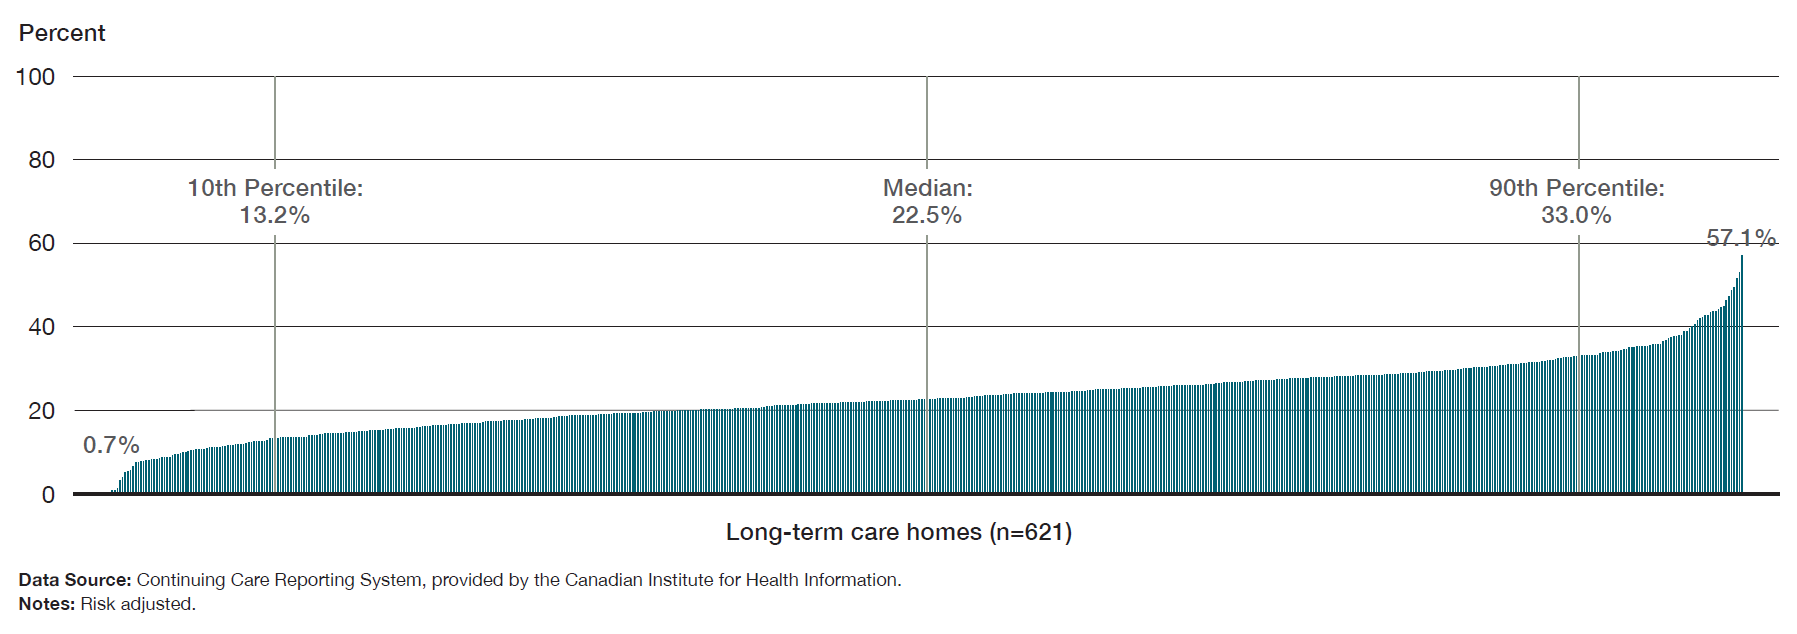 Percent
100
80
10th Percentile:
13.2%
Median:
22.5%
90th Percentile:
33.0%
60
57.1%
40
20
0.7%
0
Long-term care homes (n=621)
Data Source: Continuing Care Reporting System, provided by the Canadian Institute for Health Information.
Notes: Risk adjusted.